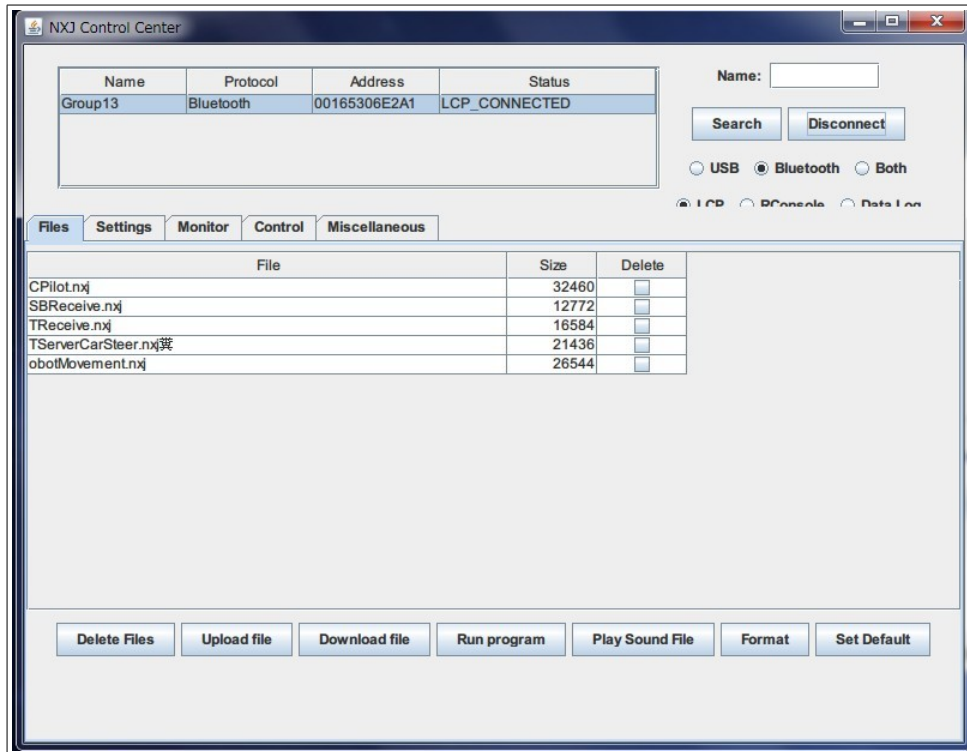 NXJ Control Center
Name:
Name Protocol Address Status
Group13 Bluetooth 00165306E2A1 LCP_CONNECTED
Search Disconnect
USB Bluetooth Both
LCP RConsole Data Log
Files Settings Monitor Control Miscellaneous
File Size Delete
CPilot.nxj 32460
SBReceive.nxj 12772
TReceive.nxj 16584
TServerCarSteer.nxj糞 21436
obotMovement.nxj 26544
Delete Files Upload file Download file Run program Play Sound File Format Set Default